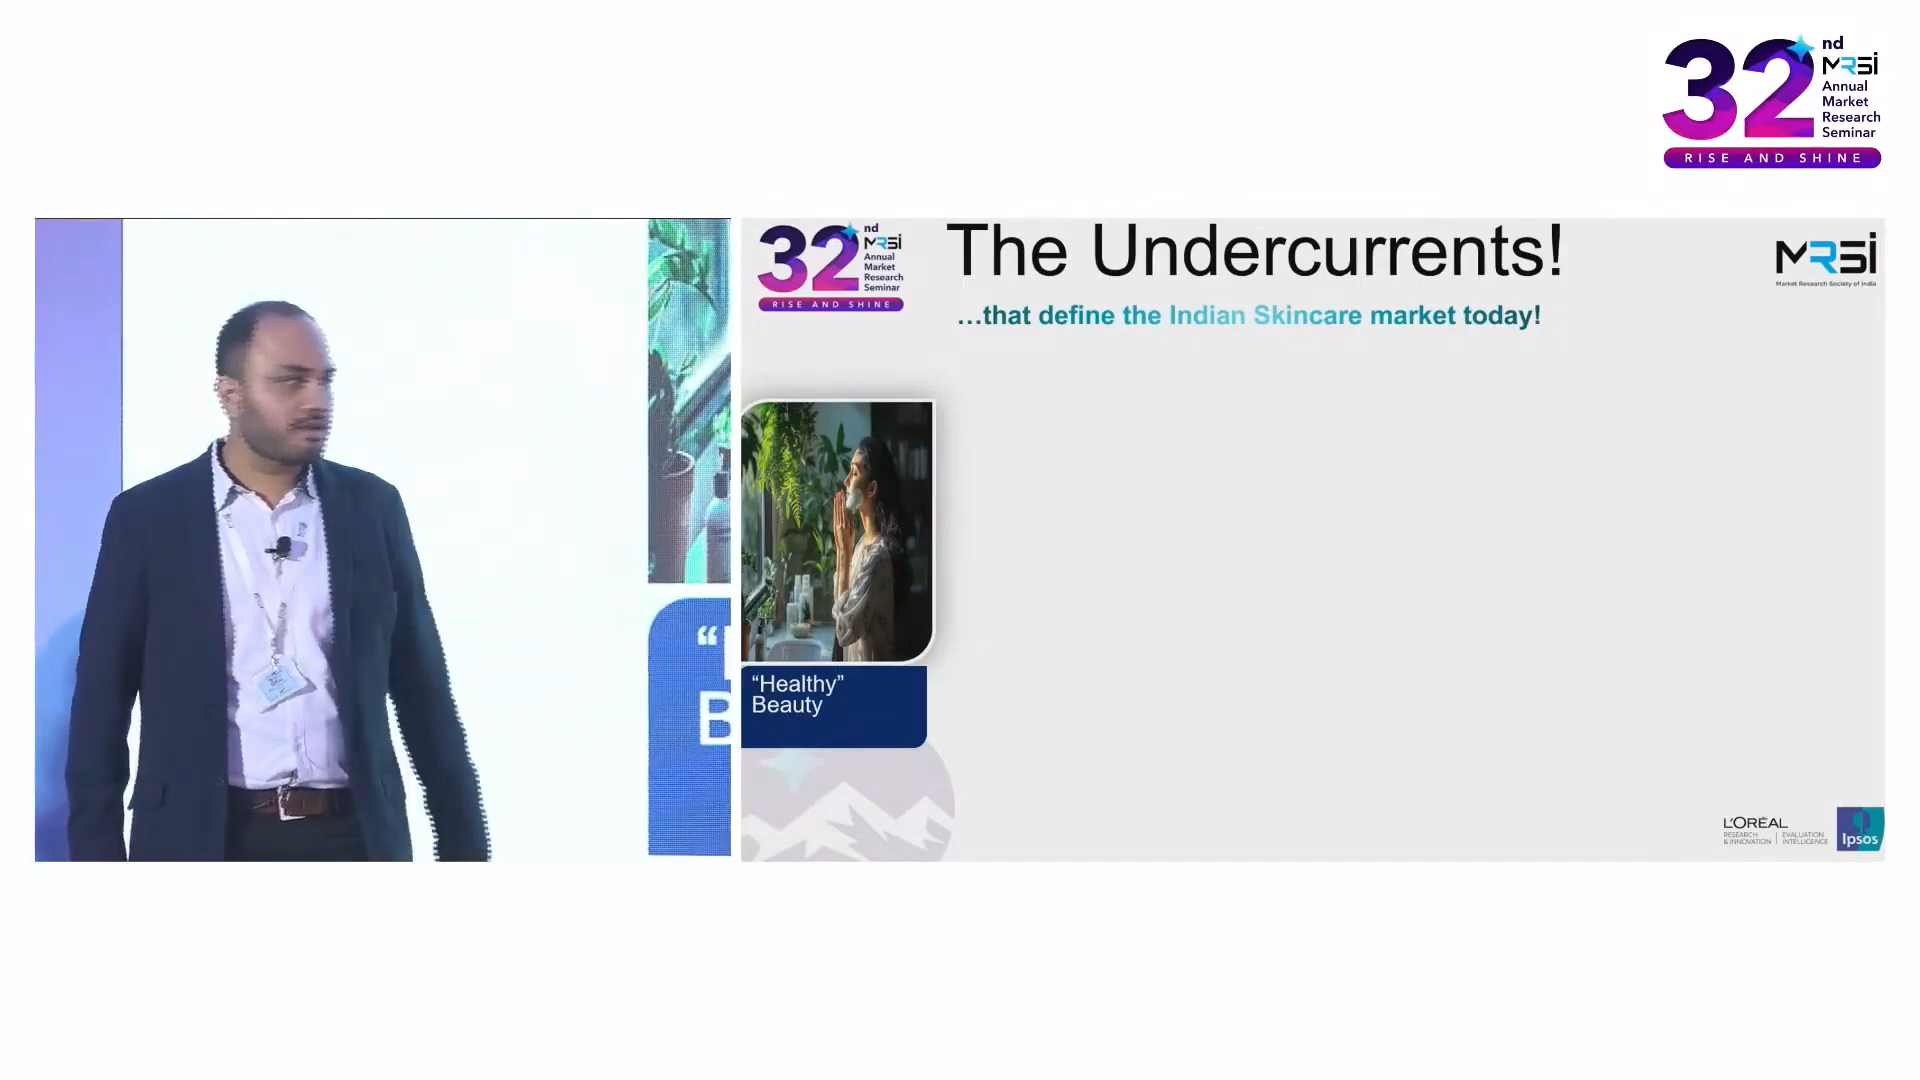 32nd
MRSI
Annual
Market
Research
Seminar
RISE AND SHINE
“
B
32nd
MRSI
Annual
Market
Research
Seminar
RISE AND SHINE
The Undercurrents!
…that define the Indian Skincare market today!
MRSI
Market Research Society of India
“Healthy”
Beauty
L'ORÉAL
RESEARCH
& INNOVATION
EVALUATION
INTELLIGENCE
Ipsos